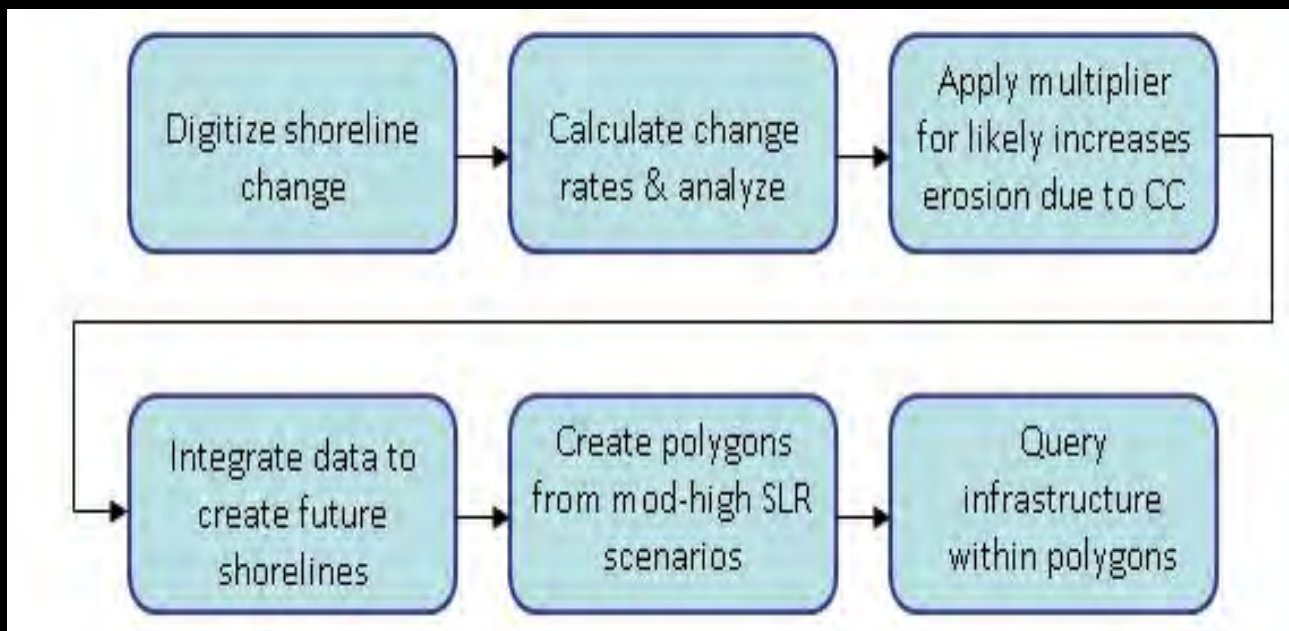 Digitize shoreline
change
Calculate change
rates & analyze
Apply multiplier
for likely increases
erosion due to CC
Integrate data to
create future
shorelines
Create polygons
from mod-high SLR
scenarios
Query
infrastructure
within polygons